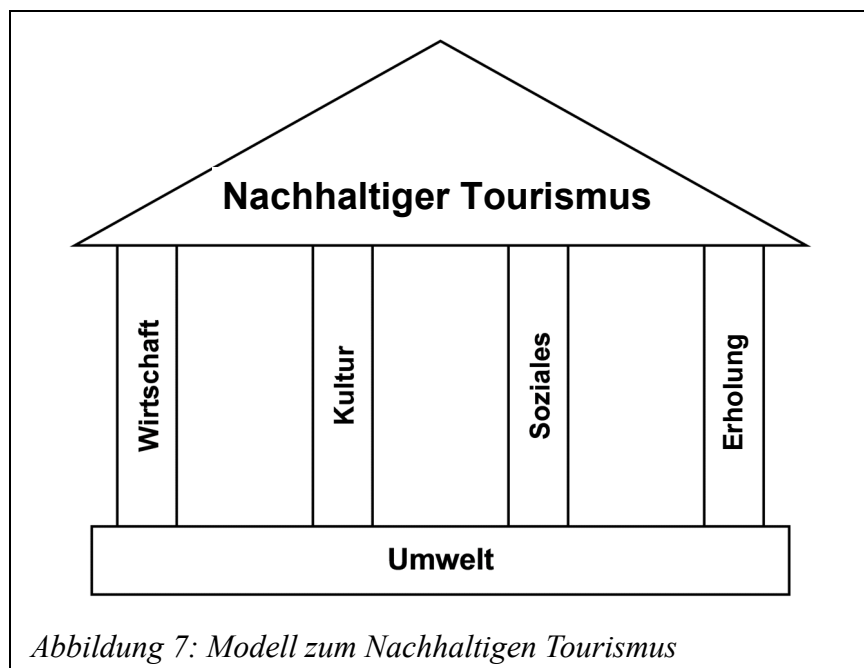 Nachhaltiger Tourismus
Wirtschaft
Kultur
Soziales
Erholung
Umwelt
Abbildung 7: Modell zum Nachhaltigen Tourismus